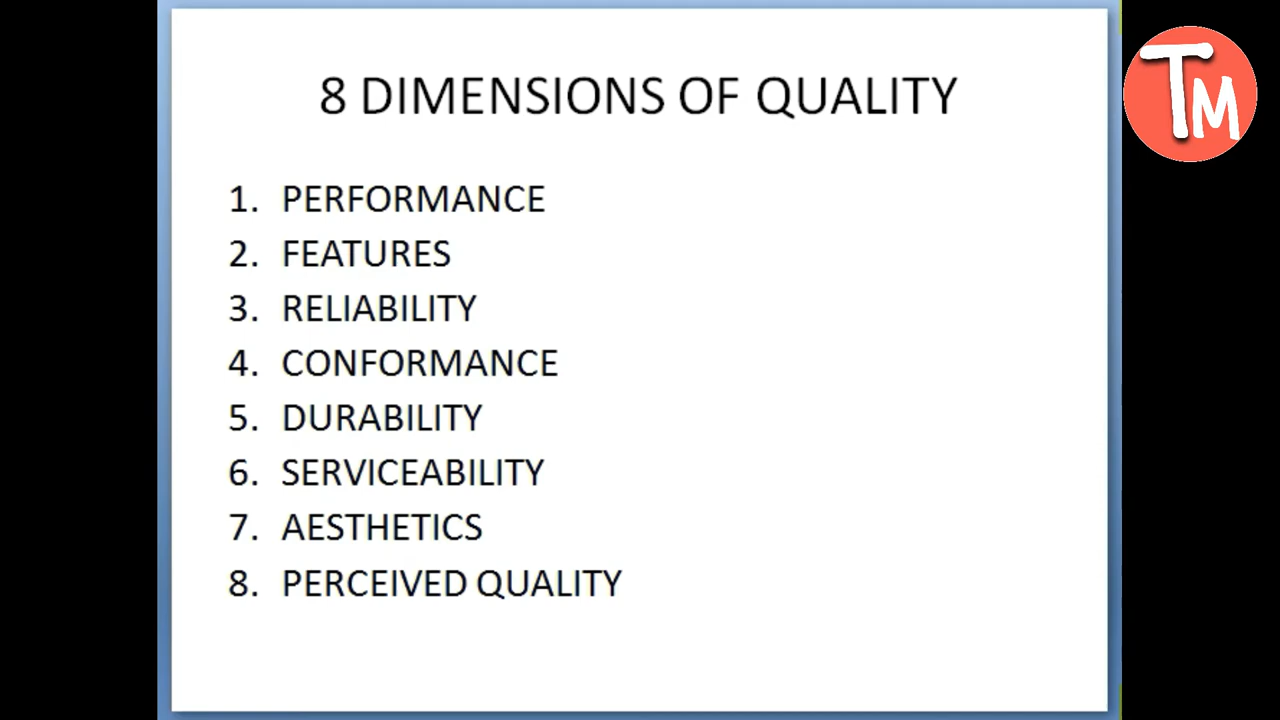 8 DIMENSIONS OF QUALITY
TM
1. PERFORMANCE
2. FEATURES
3. RELIABILITY
4. CONFORMANCE
5. DURABILITY
6. SERVICEABILITY
7. AESTHETICS
8. PERCEIVED QUALITY